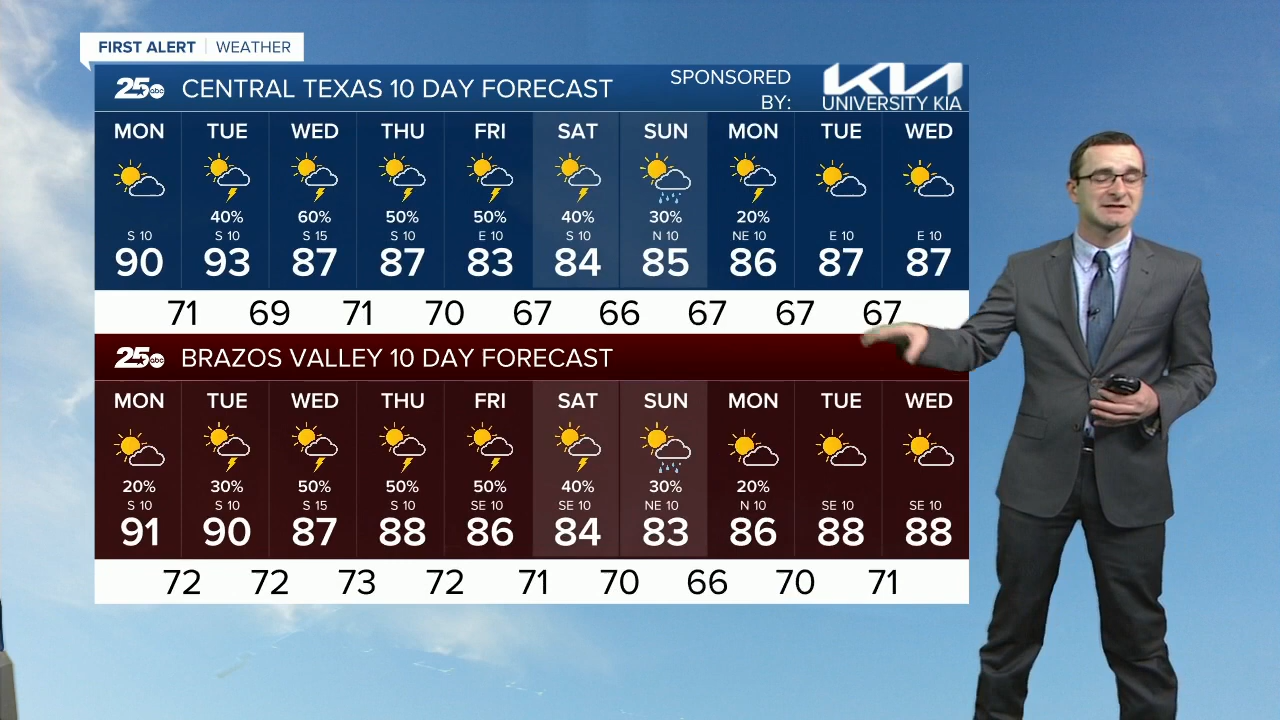 FIRST ALERT WEATHER
25 abc CENTRAL TEXAS 10 DAY FORECAST
SPONSORED BY:
KIA
UNIVERSITY KIA
MON TUE WED THU FRI SAT SUN MON TUE WED
40% 60% 50% 50% 40% 30% 20%
S 10 S 10 S 15 S 10 E 10 S 10 N 10 NE 10 E 10 E 10
90 93 87 87 83 84 85 86 87 87
71 69 71 70 67 66 67 67 67
25 abc BRAZOS VALLEY 10 DAY FORECAST
MON TUE WED THU FRI SAT SUN MON TUE WED
20% 30% 50% 50% 50% 40% 30% 20%
S 10 S 10 S 15 S 10 SE 10 SE 10 NE 10 N 10 SE 10 SE 10
91 90 87 88 86 84 83 86 88 88
72 72 73 72 71 70 66 70 71